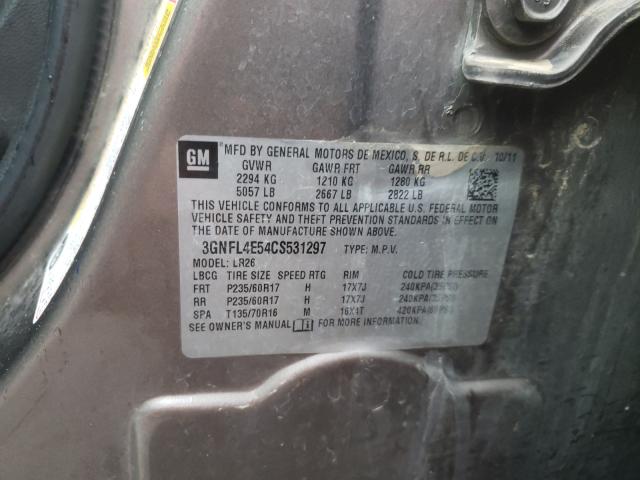 GM
MFD BY GENERAL MOTORS DE MEXICO, S. DE R.L. DE C.V. 10/11
GVWR GAWR FRT GAWR RR
2294 KG 1210 KG 1280 KG
5057 LB 2667 LB 2822 LB
THIS VEHICLE CONFORMS TO ALL APPLICABLE U.S. FEDERAL MOTOR
VEHICLE SAFETY AND THEFT PREVENTION STANDARDS IN EFFECT ON
THE DATE OF MANUFACTURE SHOWN ABOVE.
3GNFL4E54CS531297 TYPE: M.P.V.
MODEL: LR26
LBCG TIRE SIZE SPEED RTG RIM COLD TIRE PRESSURE
FRT P235/60R17 H 17X7J 240KPA(35PSI)
RR P235/60R17 H 17X7J 240KPA(35PSI)
SPA T135/70R16 M 16X1T 420KPA(60PSI)
SEE OWNER'S MANUAL FOR MORE INFORMATION